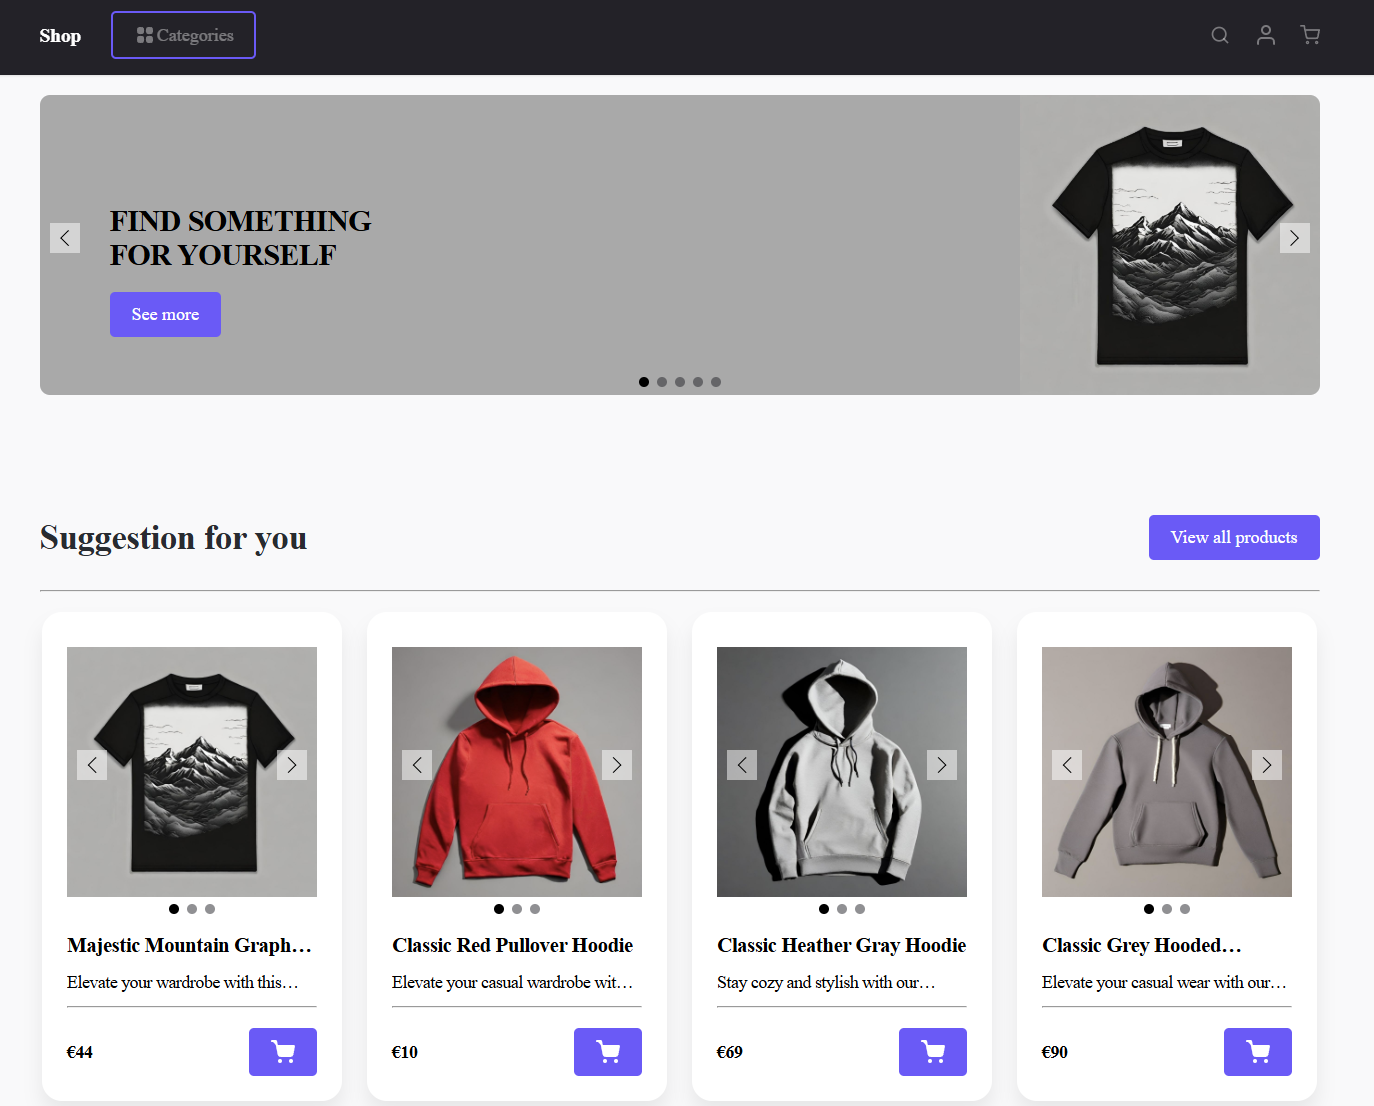 Shop
Categories
FIND SOMETHING
FOR YOURSELF
See more
Suggestion for you
View all products
Majestic Mountain Graph...
Elevate your wardrobe with this...
€44
Classic Red Pullover Hoodie
Elevate your casual wardrobe wit...
€10
Classic Heather Gray Hoodie
Stay cozy and stylish with our...
€69
Classic Grey Hooded...
Elevate your casual wear with our...
€90